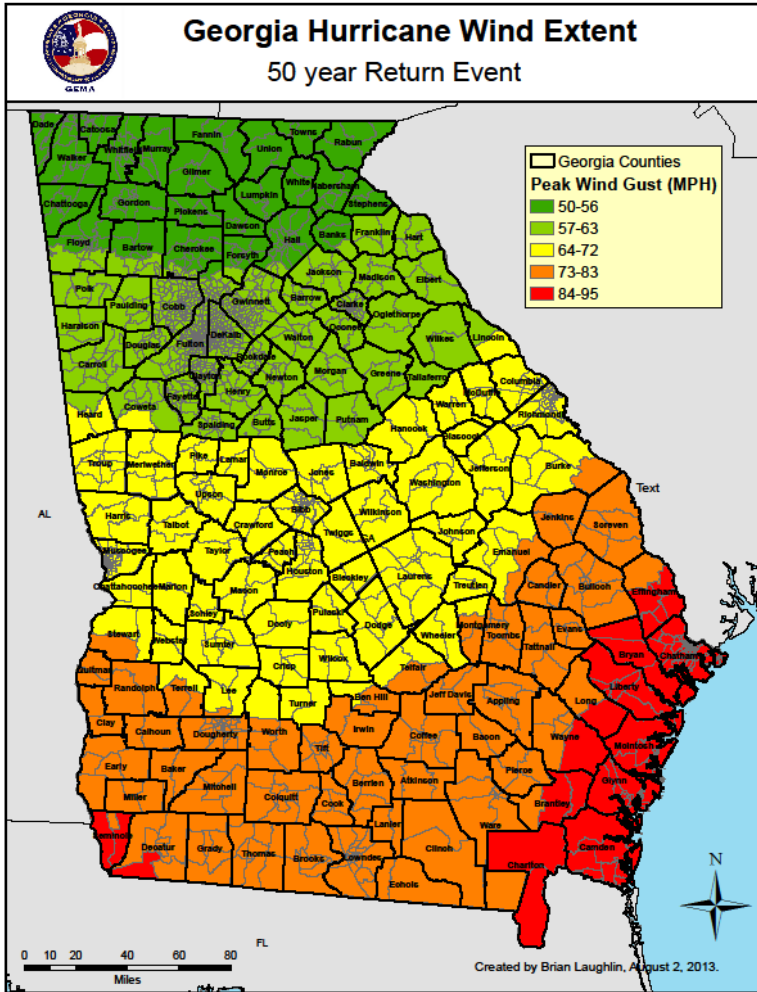 Georgia Hurricane Wind Extent
50 year Return Event
GEMA
Georgia Counties
Peak Wind Gust (MPH)
50-56
57-63
64-72
73-83
84-95
Dade Catoosa Fannin Towns Rabun
Walker Whitfield Murray Union
Gilmer White Habersham
Chattooga Gordon Pickens Lumpkin Stephens
Dawson
Floyd Bartow Cherokee Forsyth Hall Banks Franklin Hart
Jackson Madison Elbert
Polk Paulding Cobb Gwinnett Barrow Clarke
Haralson Douglas Fulton DeKalb Walton Oconee Oglethorpe Wilkes Lincoln
Rockdale
Carroll Clayton Newton Morgan Greene Taliaferro
Fayette Henry Columbia
Heard Coweta Spalding Butts Jasper Putnam Warren McDuffie
Richmond
Hancock Glascock
Troup Meriwether Pike Lamar Monroe Jones Baldwin Jefferson Burke
Upson Washington
Text
AL
Harris Talbot Crawford Bibb Wilkinson Jenkins Screven
Twiggs GA Johnson
Muscogee Taylor Peach Emanuel
Houston
Chattahoochee Marion Macon Bleckley Laurens Treutlen Candler Bulloch Effingham
Schley Pulaski
Stewart Webster Sumter Dooly Dodge Wheeler Montgomery Toombs Evans
Tattnall Bryan Chatham
Quitman Crisp Wilcox Telfair
Randolph Terrell Lee Liberty
Turner Ben Hill Jeff Davis Appling Long
Clay Calhoun Dougherty Worth Irwin Coffee Bacon Wayne McIntosh
Tift
Early Baker Pierce Glynn
Miller Mitchell Colquitt Berrien Atkinson Brantley
Cook
Lanier Ware
Seminole Decatur Grady Thomas Brooks Lowndes Clinch Camden
Charlton
Echols
N
FL
0 10 20 40 60 80
Miles
Created by Brian Laughlin, August 2, 2013.